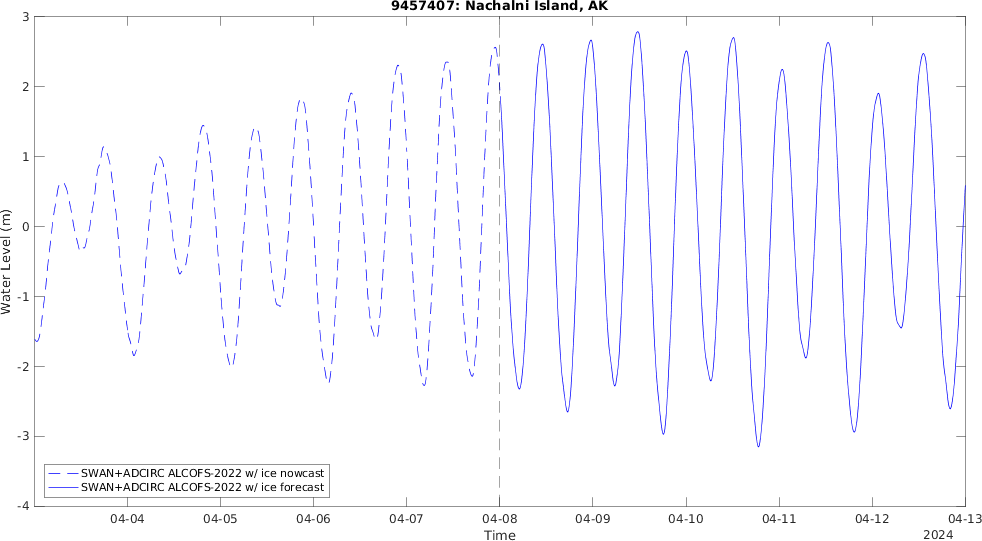 9457407: Nachalni Island, AK
Water Level (m)
3
2
1
0
-1
-2
-3
-4
SWAN+ADCIRC ALCOFS-2022 w/ ice nowcast
SWAN+ADCIRC ALCOFS-2022 w/ ice forecast
04-04 04-05 04-06 04-07 04-08 04-09 04-10 04-11 04-12 04-13
Time
2024